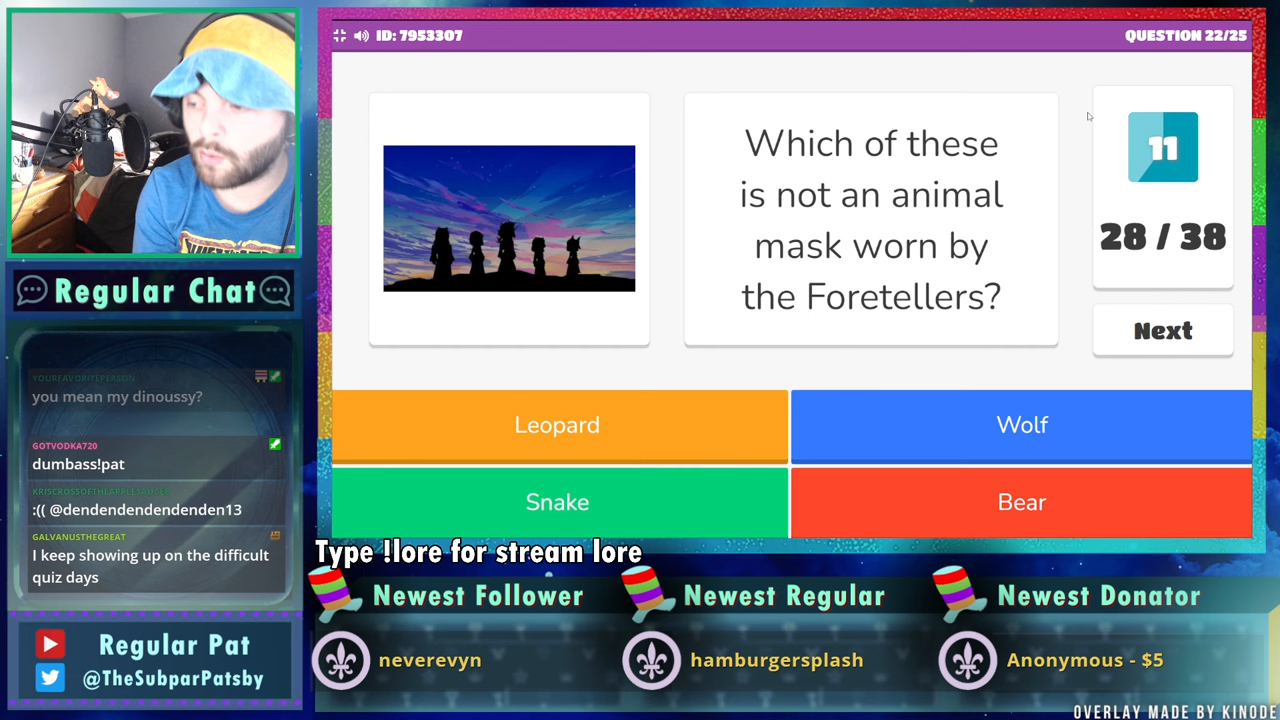 ID: 7953307
QUESTION 22/25
Which of these
is not an animal
mask worn by
the Foretellers?
11
28 / 38
Next
Leopard
Wolf
Snake
Bear
Regular Chat
YOURFAVORITEPERSON
you mean my dinoussy?
GOTVODKA720
dumbass!pat
KRISCROSSOFTHEAPPLESAUCES
:(( @dendendendendenden13
GALVANUSTHEGREAT
I keep showing up on the difficult
quiz days
Regular Pat
@TheSubparPatsby
Type !lore for stream lore
Newest Follower
Newest Regular
Newest Donator
neverevyn
hamburgersplash
Anonymous - $5
OVERLAY MADE BY KINODE